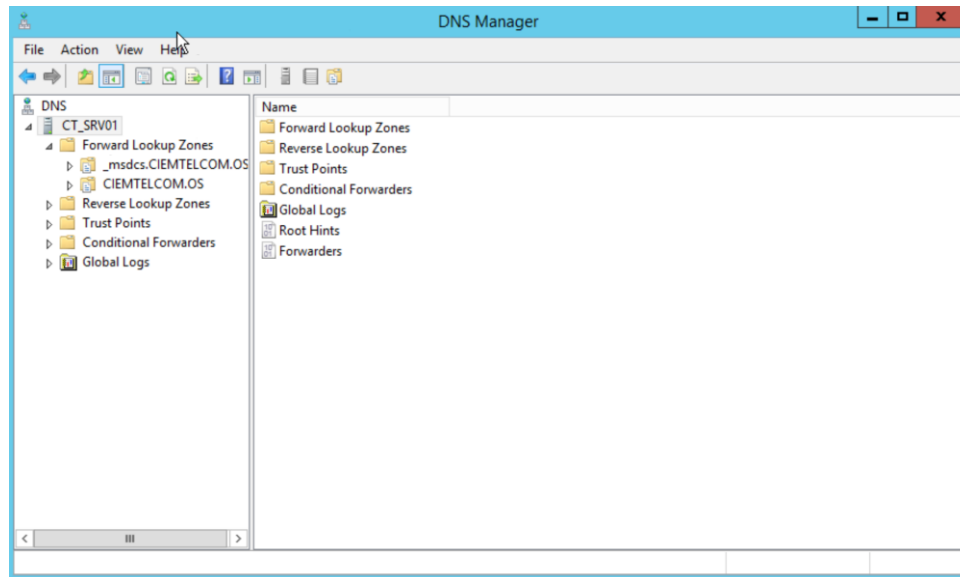 DNS Manager
File Action View Help
DNS
CT_SRV01
Forward Lookup Zones
_msdcs.CIEMTELCOM.OS
CIEMTELCOM.OS
Reverse Lookup Zones
Trust Points
Conditional Forwarders
Global Logs
Name
Forward Lookup Zones
Reverse Lookup Zones
Trust Points
Conditional Forwarders
Global Logs
Root Hints
Forwarders